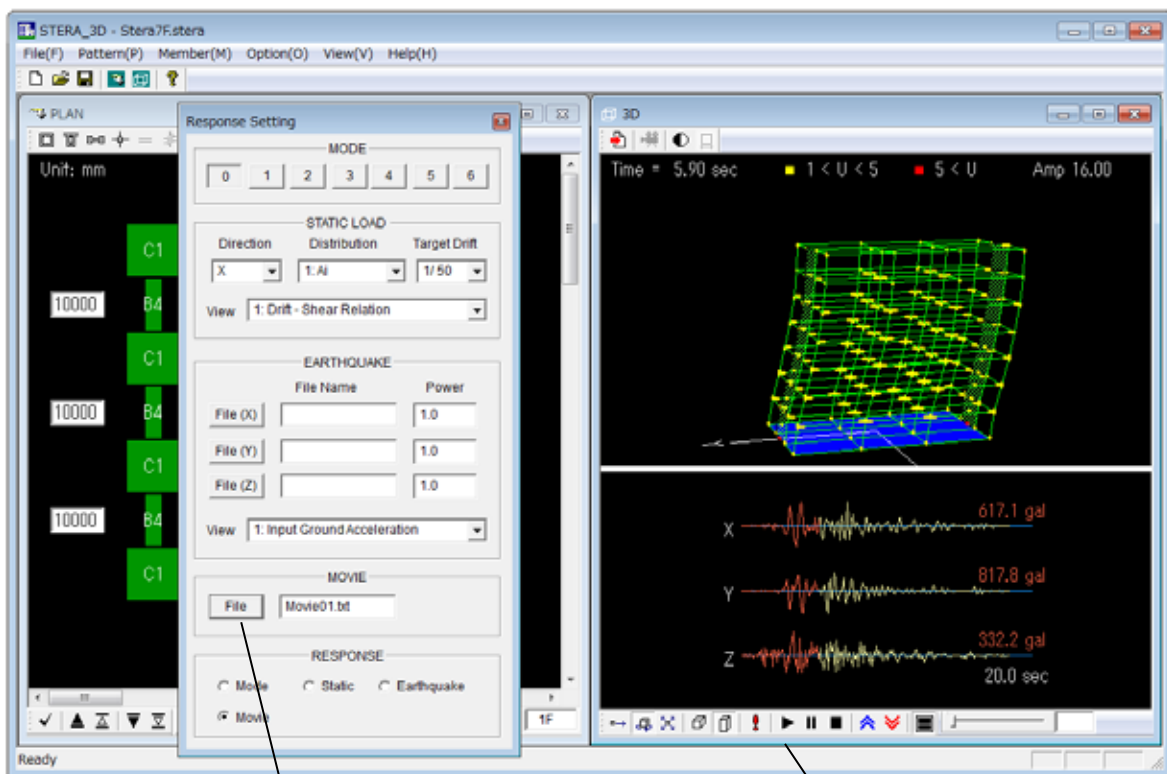 STERA_3D - Stera7F.stera
File(F) Pattern(P) Member(M) Option(O) View(V) Help(H)
PLAN
Unit: mm
C1
10000 B4
C1
10000 B4
C1
10000 B4
C1
1F
Response Setting
MODE
0 1 2 3 4 5 6
STATIC LOAD
Direction Distribution Target Drift
X 1: Ai 1/ 50
View 1: Drift - Shear Relation
EARTHQUAKE
File Name Power
File (X) 1.0
File (Y) 1.0
File (Z) 1.0
View 1: Input Ground Acceleration
MOVIE
File Movie01.txt
RESPONSE
Mode Static Earthquake
Movie
3D
Time = 5.90 sec 1 < U < 5 5 < U Amp 16.00
617.1 gal
X
817.8 gal
Y
332.2 gal
Z
20.0 sec
Ready